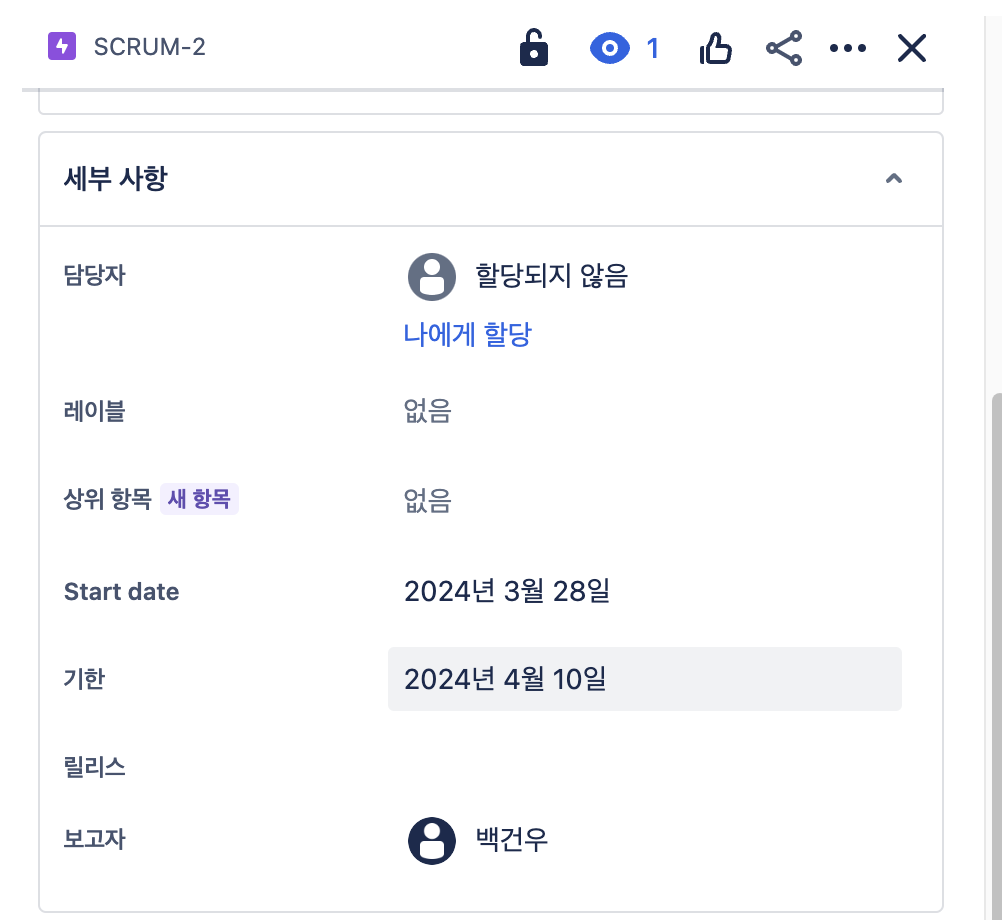 SCRUM-2
1
세부 사항
담당자
할당되지 않음
나에게 할당
레이블
없음
상위 항목 새 항목
없음
Start date
2024년 3월 28일
기한
2024년 4월 10일
릴리스
보고자
백건우